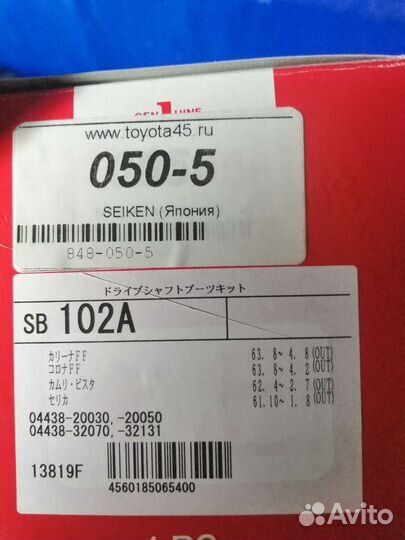 GEN 1 HINE
www.toyota45.ru
050-5
SEIKEN (Япония)
848-050-5
ドライブシャフトブーツキット
SB 102A
カリーナFF 63. 8~ 4. 8(OUT)
コロナFF 63. 8~ 4. 2(OUT)
カムリ・ビスタ 62. 4~ 2. 7(OUT)
セリカ 61.10~ 1. 8(OUT)
04438-20030,-20050
04438-32070,-32131
13819F
4560185065400
Avito